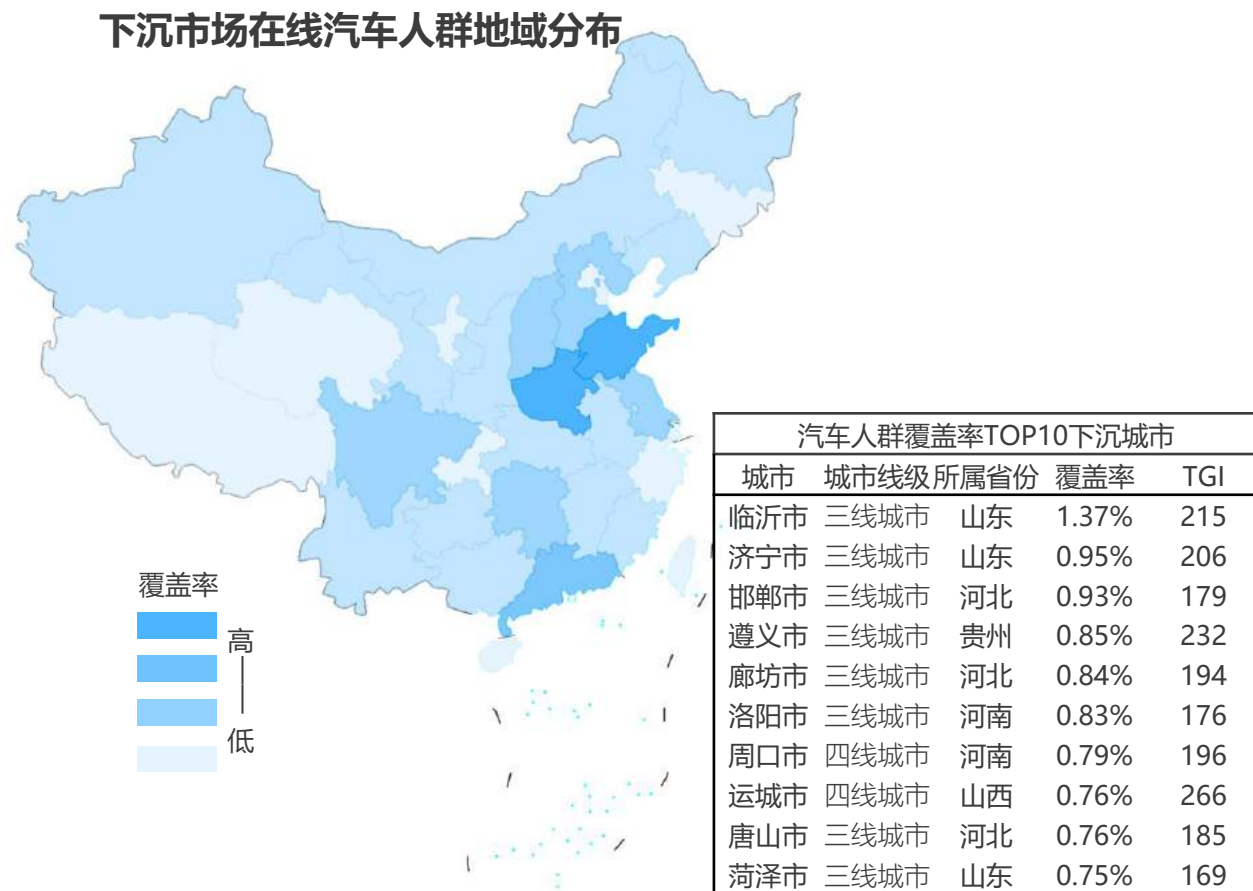 下沉市场在线汽车人群地域分布
汽车人群覆盖率TOP10下沉城市
城市 城市线级 所属省份 覆盖率 TGI
临沂市 三线城市 山东 1.37% 215
济宁市 三线城市 山东 0.95% 206
邯郸市 三线城市 河北 0.93% 179
遵义市 三线城市 贵州 0.85% 232
廊坊市 三线城市 河北 0.84% 194
洛阳市 三线城市 河南 0.83% 176
周口市 四线城市 河南 0.79% 196
运城市 四线城市 山西 0.76% 266
唐山市 三线城市 河北 0.76% 185
菏泽市 三线城市 山东 0.75% 169
覆盖率
高
低